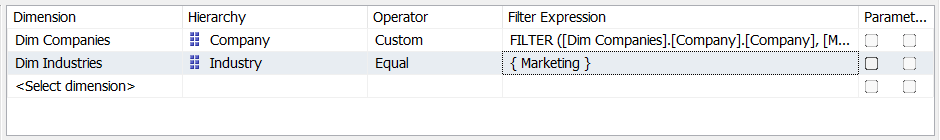 Dimension Hierarchy Operator Filter Expression Paramet...
Dim Companies Company Custom FILTER ([Dim Companies].[Company].[Company], [M...
Dim Industries Industry Equal { Marketing }
<Select dimension>